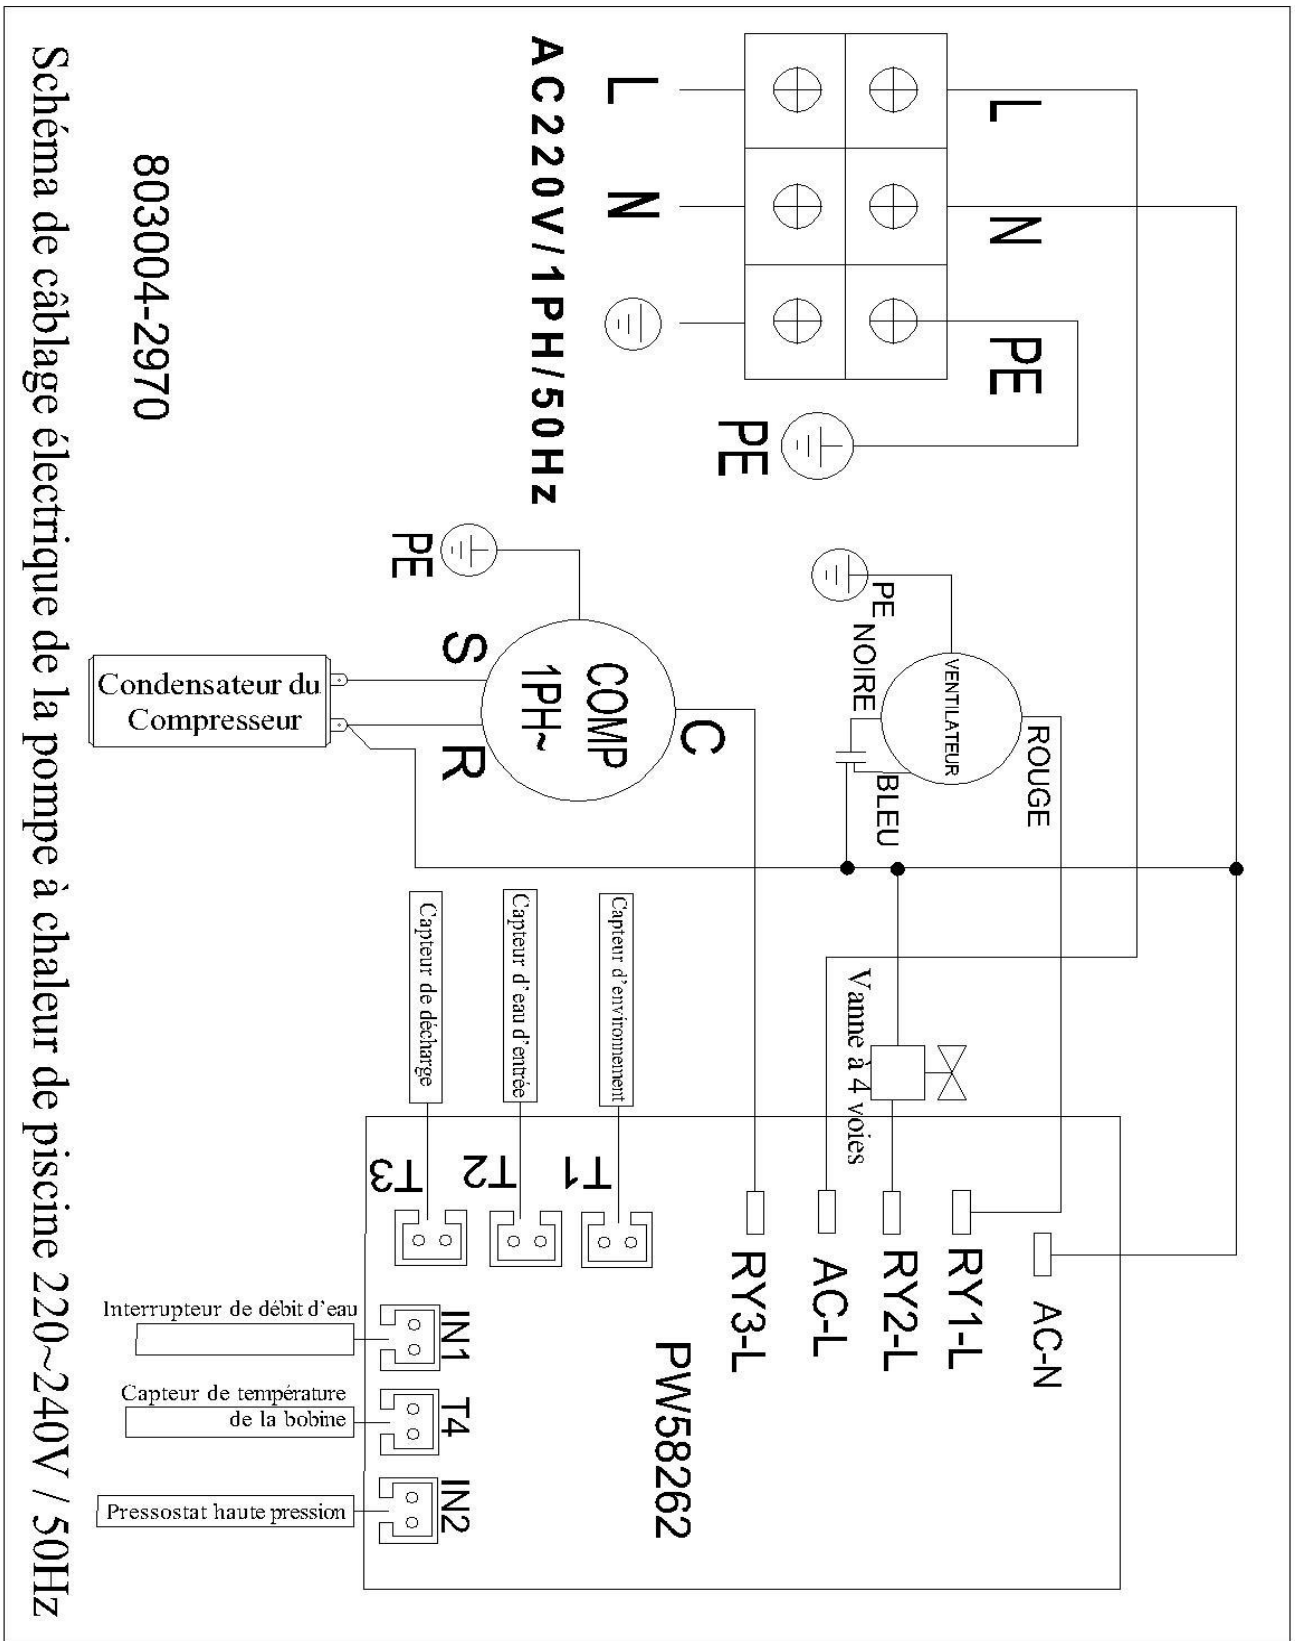 L
N
PE
L
N
AC220V/1PH/50Hz
PE
PE
NOIRE
VENTILATEUR
ROUGE
BLEU
PE
S
COMP
1PH~
C
R
Condensateur du
Compresseur
Vanne à 4 voies
Capteur d'environnement
Capteur d'eau d'entrée
Capteur de décharge
T1
T2
T3
AC-N
RY1-L
RY2-L
AC-L
RY3-L
PW58262
IN1
T4
IN2
Interrupteur de débit d'eau
Capteur de température
de la bobine
Pressostat haute pression
80304-2970
Schéma de câblage électrique de la pompe à chaleur de piscine 220~240V / 50Hz